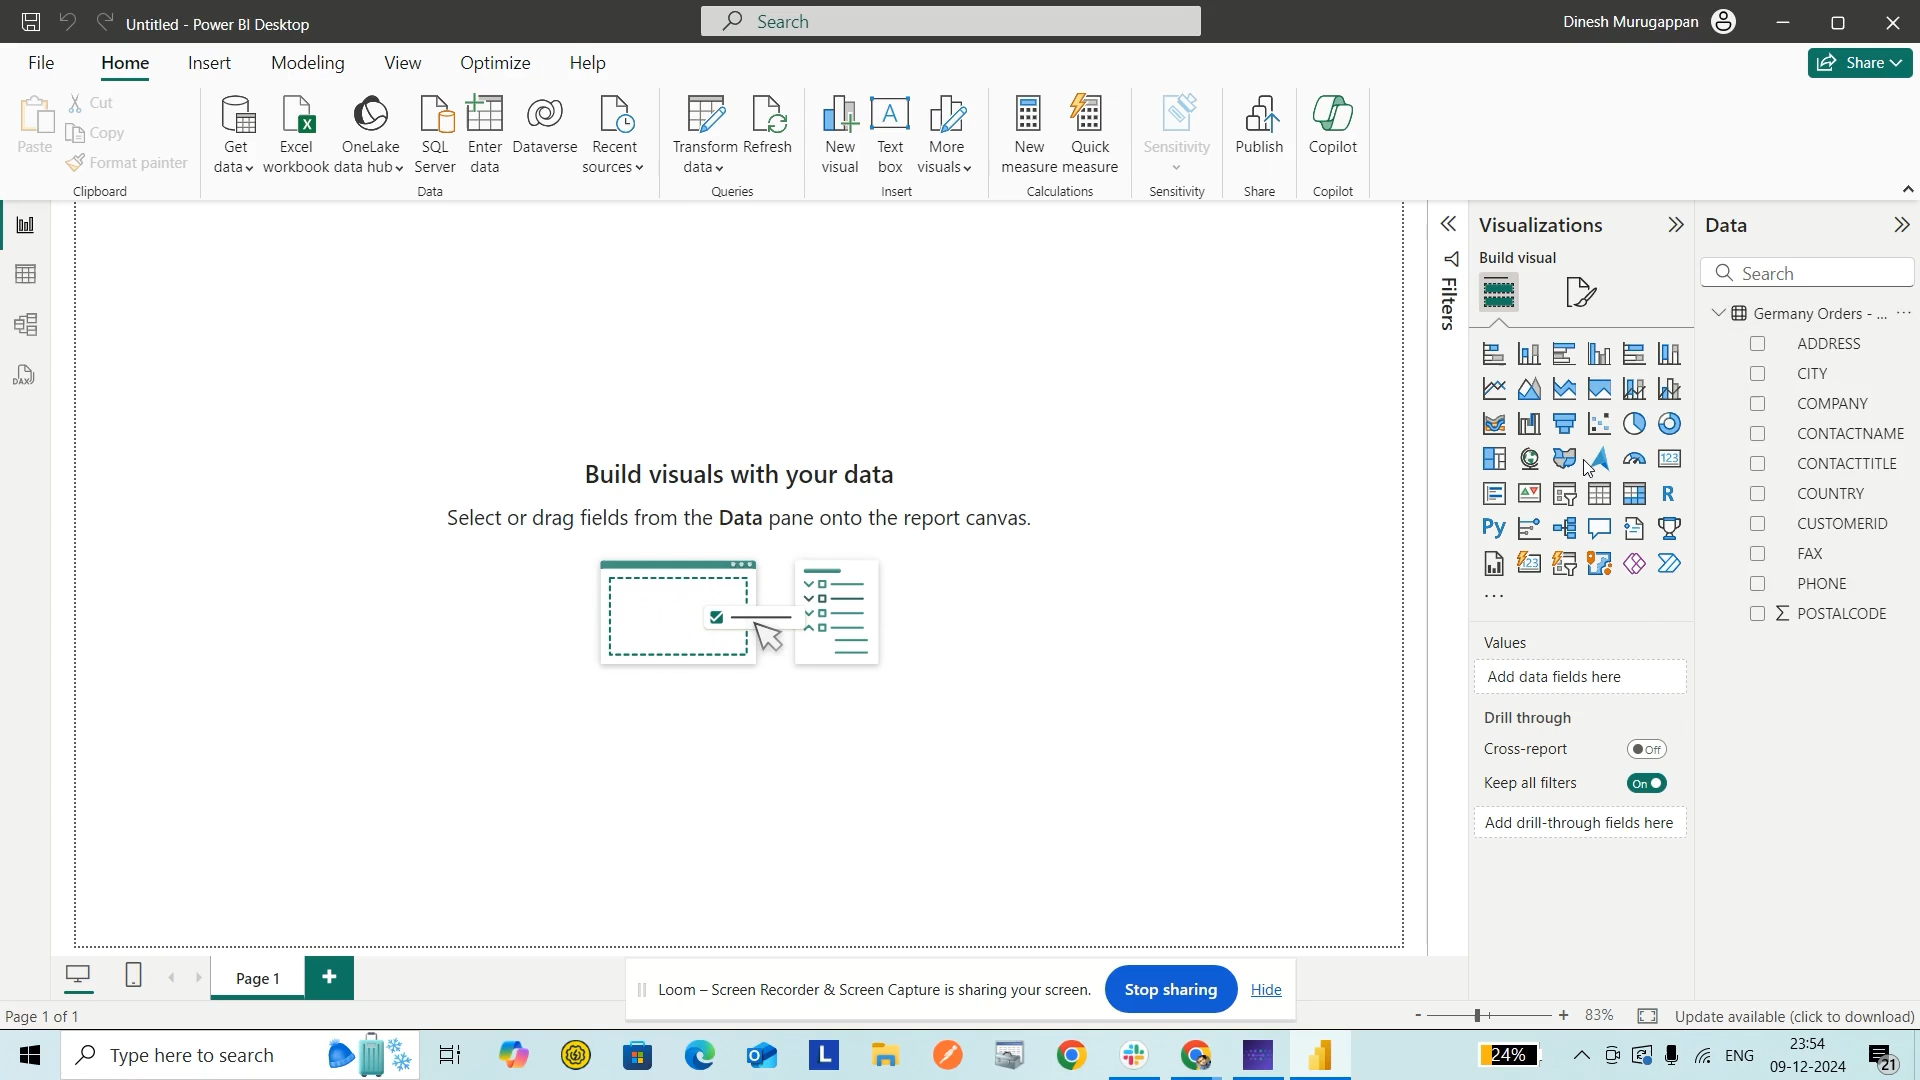 Untitled - Power BI Desktop
Search
Dinesh Murugappan
File
Home
Insert
Modeling
View
Optimize
Help
Share
Paste
Cut
Copy
Format painter
Clipboard
Get data
Excel workbook
OneLake data hub
SQL Server
Enter data
Dataverse
Recent sources
Data
Transform data
Refresh
Queries
New visual
Text box
More visuals
Insert
New measure
Quick measure
Calculations
Sensitivity
Sensitivity
Publish
Share
Copilot
Copilot
Build visuals with your data
Select or drag fields from the Data pane onto the report canvas.
Filters
Visualizations
Build visual
123
R
Py
123
...
Values
Add data fields here
Drill through
Cross-report
Off
Keep all filters
On
Add drill-through fields here
Data
Search
Germany Orders - ...
ADDRESS
CITY
COMPANY
CONTACTNAME
CONTACTTITLE
COUNTRY
CUSTOMERID
FAX
PHONE
∑ POSTALCODE
DAX
Page 1
+
Loom – Screen Recorder & Screen Capture is sharing your screen.
Stop sharing
Hide
Page 1 of 1
- + 83%
Update available (click to download)
Type here to search
L
24%
ENG
23:54
09-12-2024
21